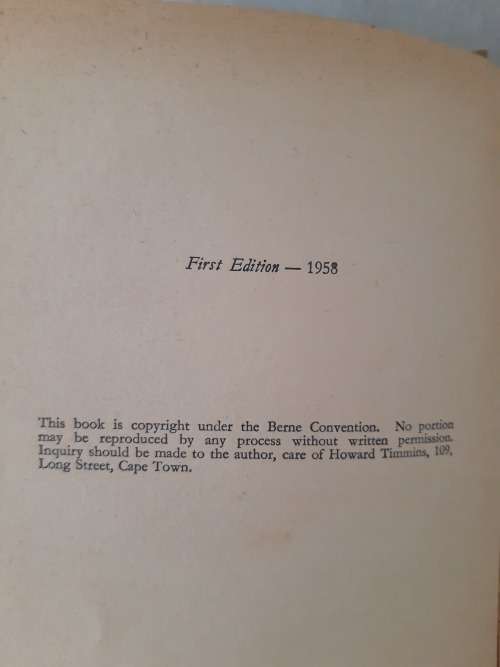 First Edition — 1958
This book is copyright under the Berne Convention. No portion
may be reproduced by any process without written permission.
Inquiry should be made to the author, care of Howard Timmins, 109,
Long Street, Cape Town.